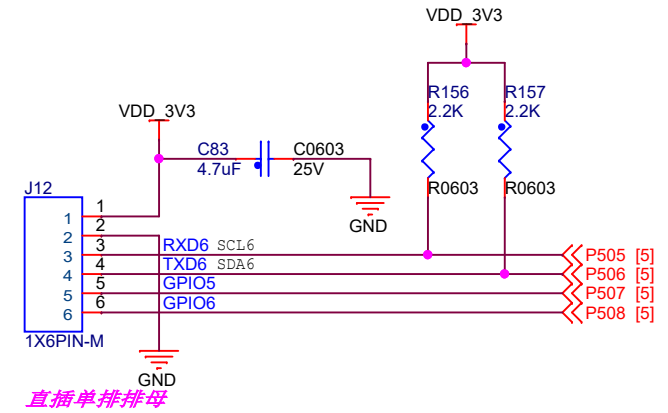 VDD_3V3
R156
R157
2.2K
2.2K
VDD_3V3
C83
C0603
4.7uF
25V
R0603
R0603
J12
GND
1
1
2
2
RXD6 SCL6
3
3
P505 [5]
TXD6 SDA6
4
4
P506 [5]
GPIO5
5
5
P507 [5]
GPIO6
6
6
P508 [5]
1X6PIN-M
GND
直插单排排母